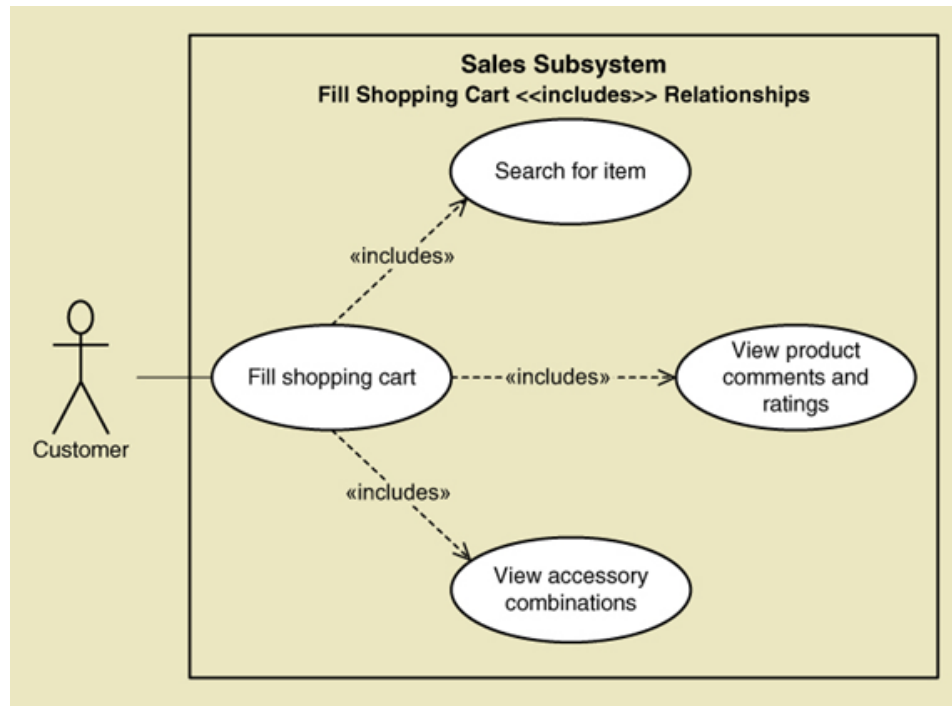 Sales Subsystem
Fill Shopping Cart <<includes>> Relationships
Search for item
«includes»
Fill shopping cart
«includes»
View product
comments and
ratings
Customer
«includes»
View accessory
combinations